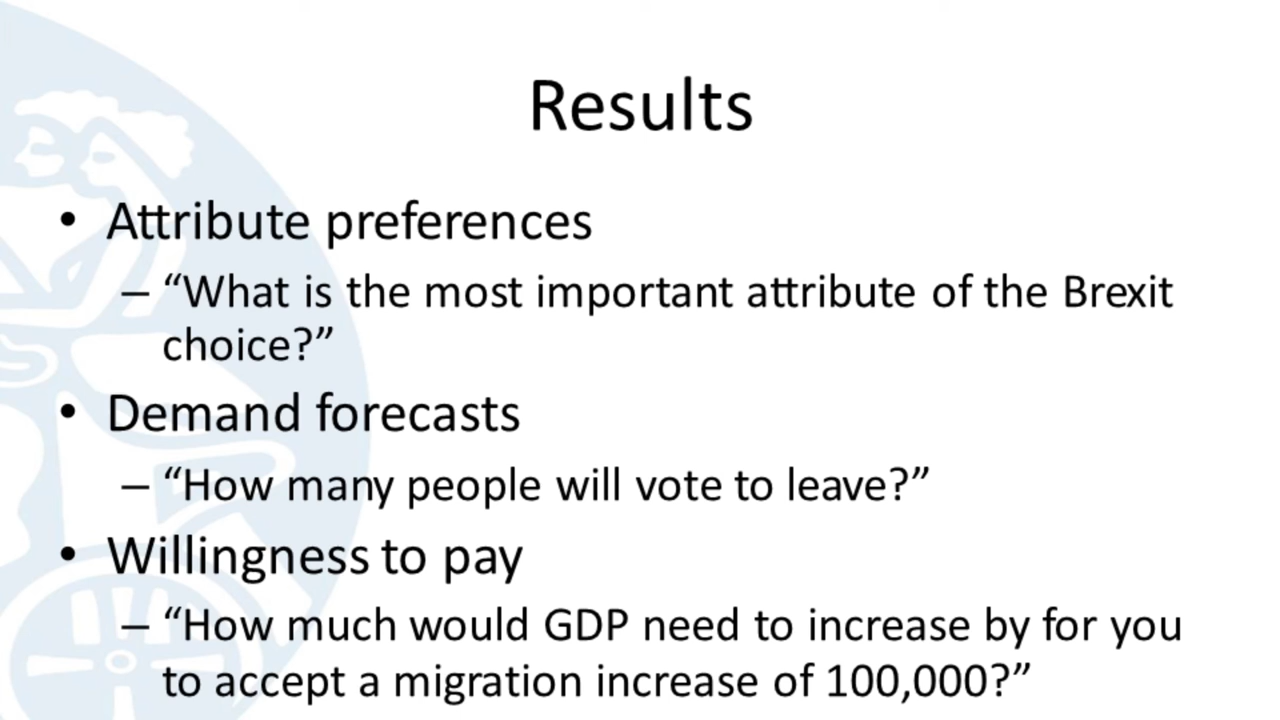 Results
• Attribute preferences
– “What is the most important attribute of the Brexit
choice?”
• Demand forecasts
– “How many people will vote to leave?”
• Willingness to pay
– “How much would GDP need to increase by for you
to accept a migration increase of 100,000?”